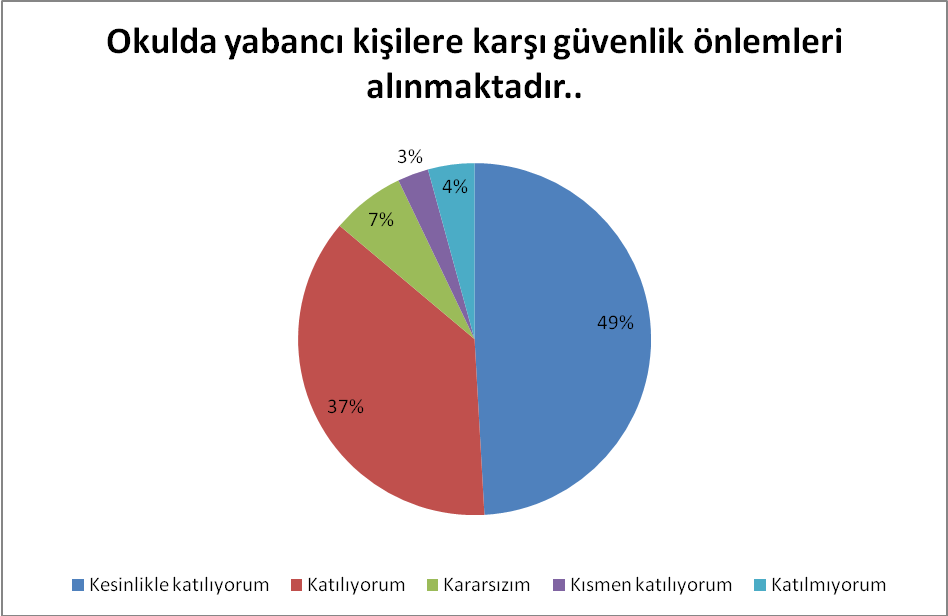 Okulda yabancı kişilere karşı güvenlik önlemleri
alınmaktadır..
3%
4%
7%
49%
37%
Kesinlikle katılıyorum Katılıyorum Kararsızım Kısmen katılıyorum Katılmıyorum